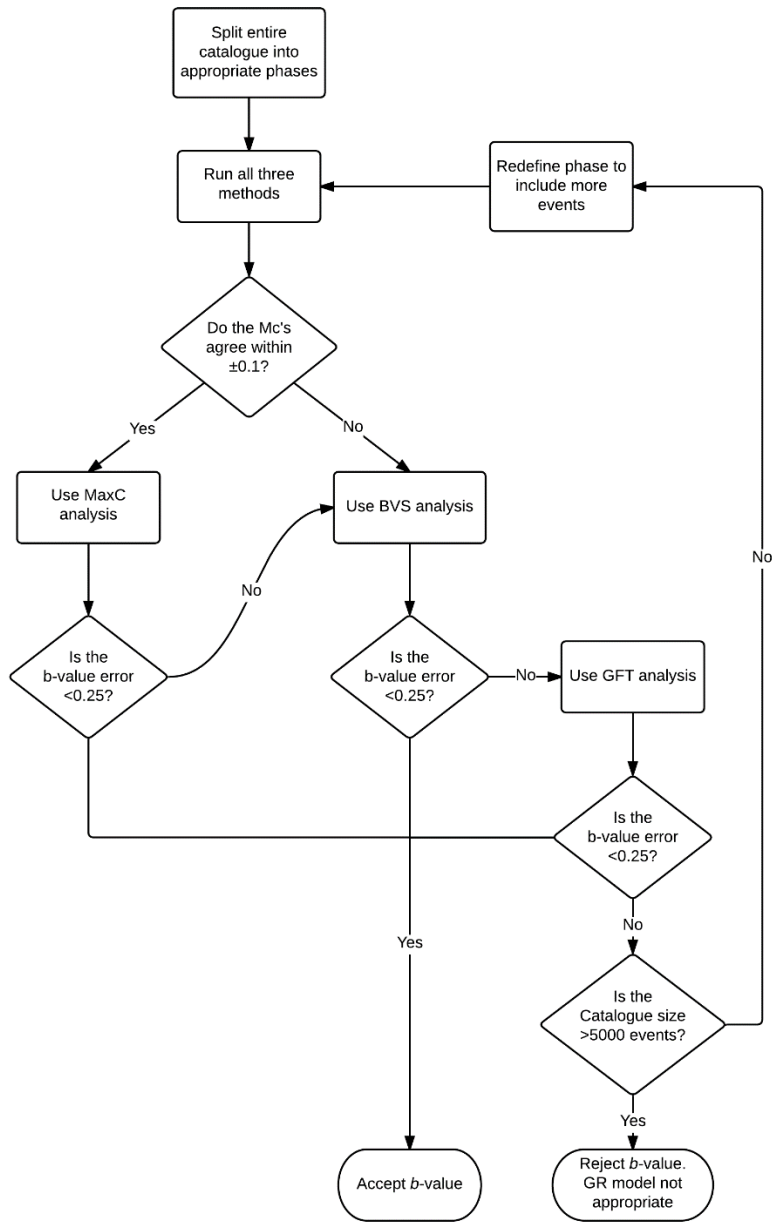 Split entire
catalogue into
appropriate phases
Run all three
methods
Redefine phase to
include more
events
Do the Mc's
agree within
±0.1?
Yes
No
Use MaxC
analysis
Use BVS analysis
No
No
Is the
b-value error
<0.25?
Is the
b-value error
<0.25?
No
Use GFT analysis
Is the
b-value error
<0.25?
No
Yes
Is the
Catalogue size
>5000 events?
Yes
Accept b-value
Reject b-value.
GR model not
appropriate